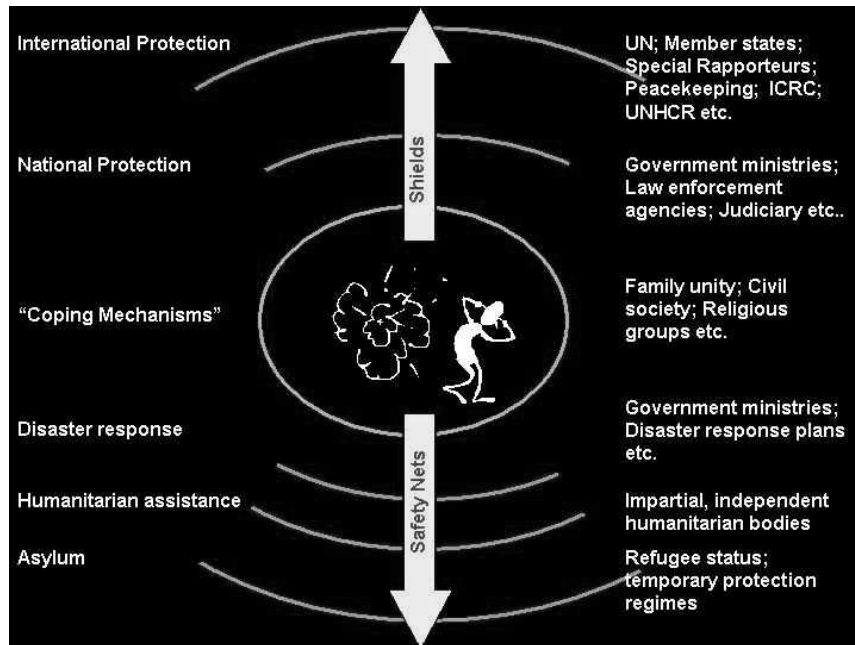 International Protection
UN; Member states;
Special Rapporteurs;
Peacekeeping; ICRC;
UNHCR etc.
Shields
National Protection
Government ministries;
Law enforcement
agencies; Judiciary etc..
“Coping Mechanisms”
Family unity; Civil
society; Religious
groups etc.
Disaster response
Government ministries;
Disaster response plans
etc.
Safety Nets
Humanitarian assistance
Impartial, independent
humanitarian bodies
Asylum
Refugee status;
temporary protection
regimes